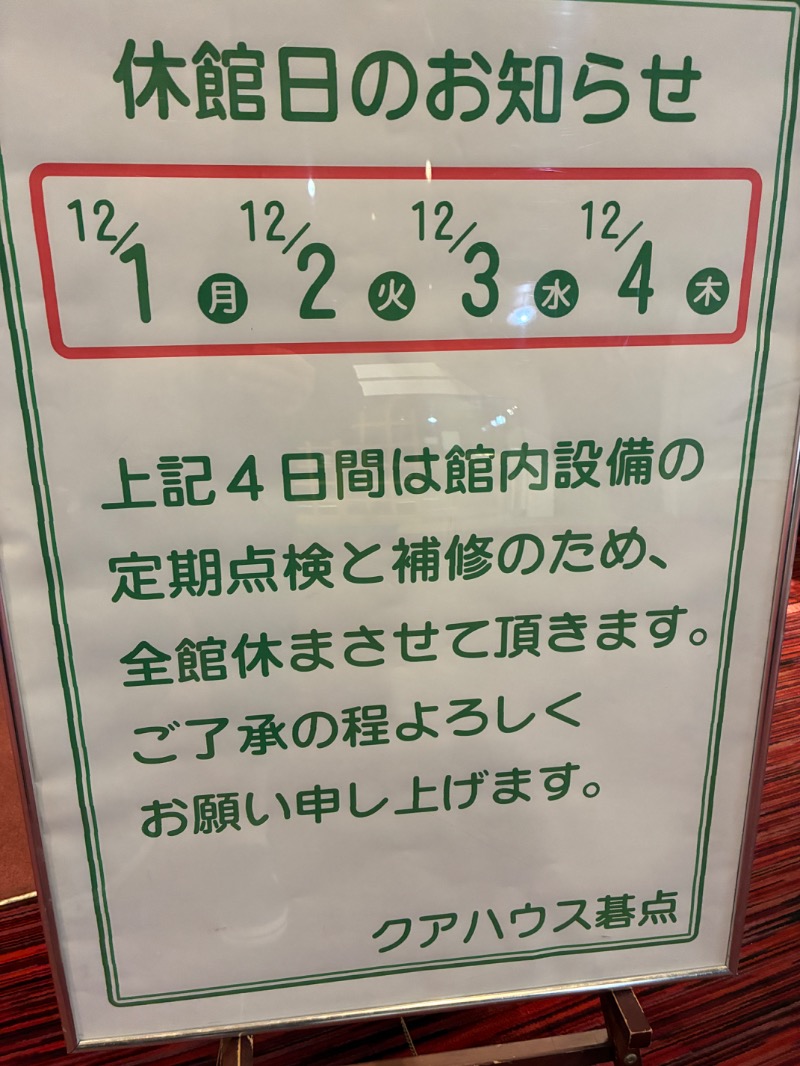 休館日のお知らせ
12/1月 12/2火 12/3水 12/4木
上記4日間は館内設備の
定期点検と補修のため、
全館休まさせて頂きます。
ご了承の程よろしく
お願い申し上げます。
クアハウス碁点